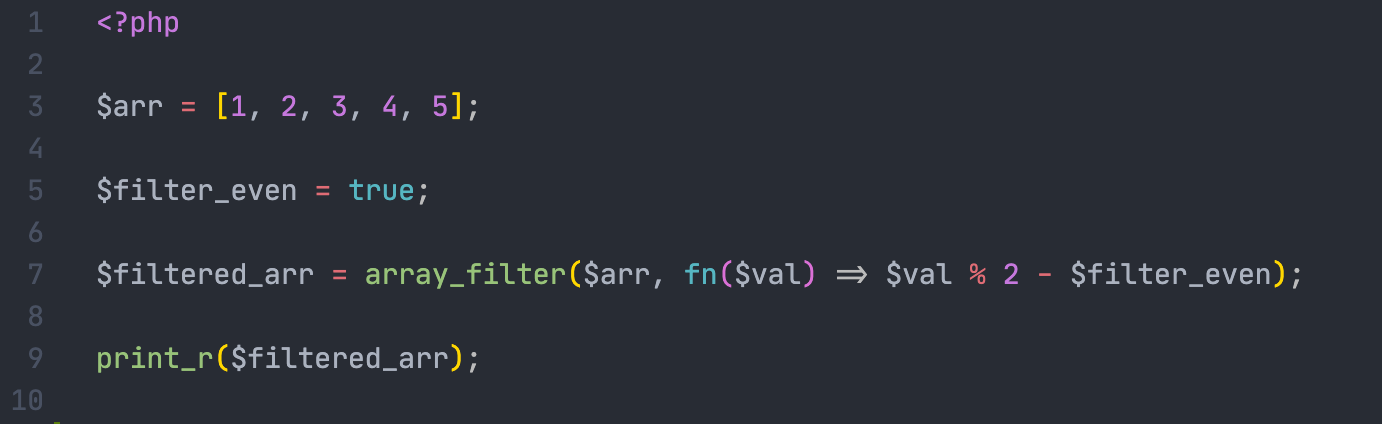 1 <?php
2
3 $arr = [1, 2, 3, 4, 5];
4
5 $filter_even = true;
6
7 $filtered_arr = array_filter($arr, fn($val) => $val % 2 - $filter_even);
8
9 print_r($filtered_arr);
10